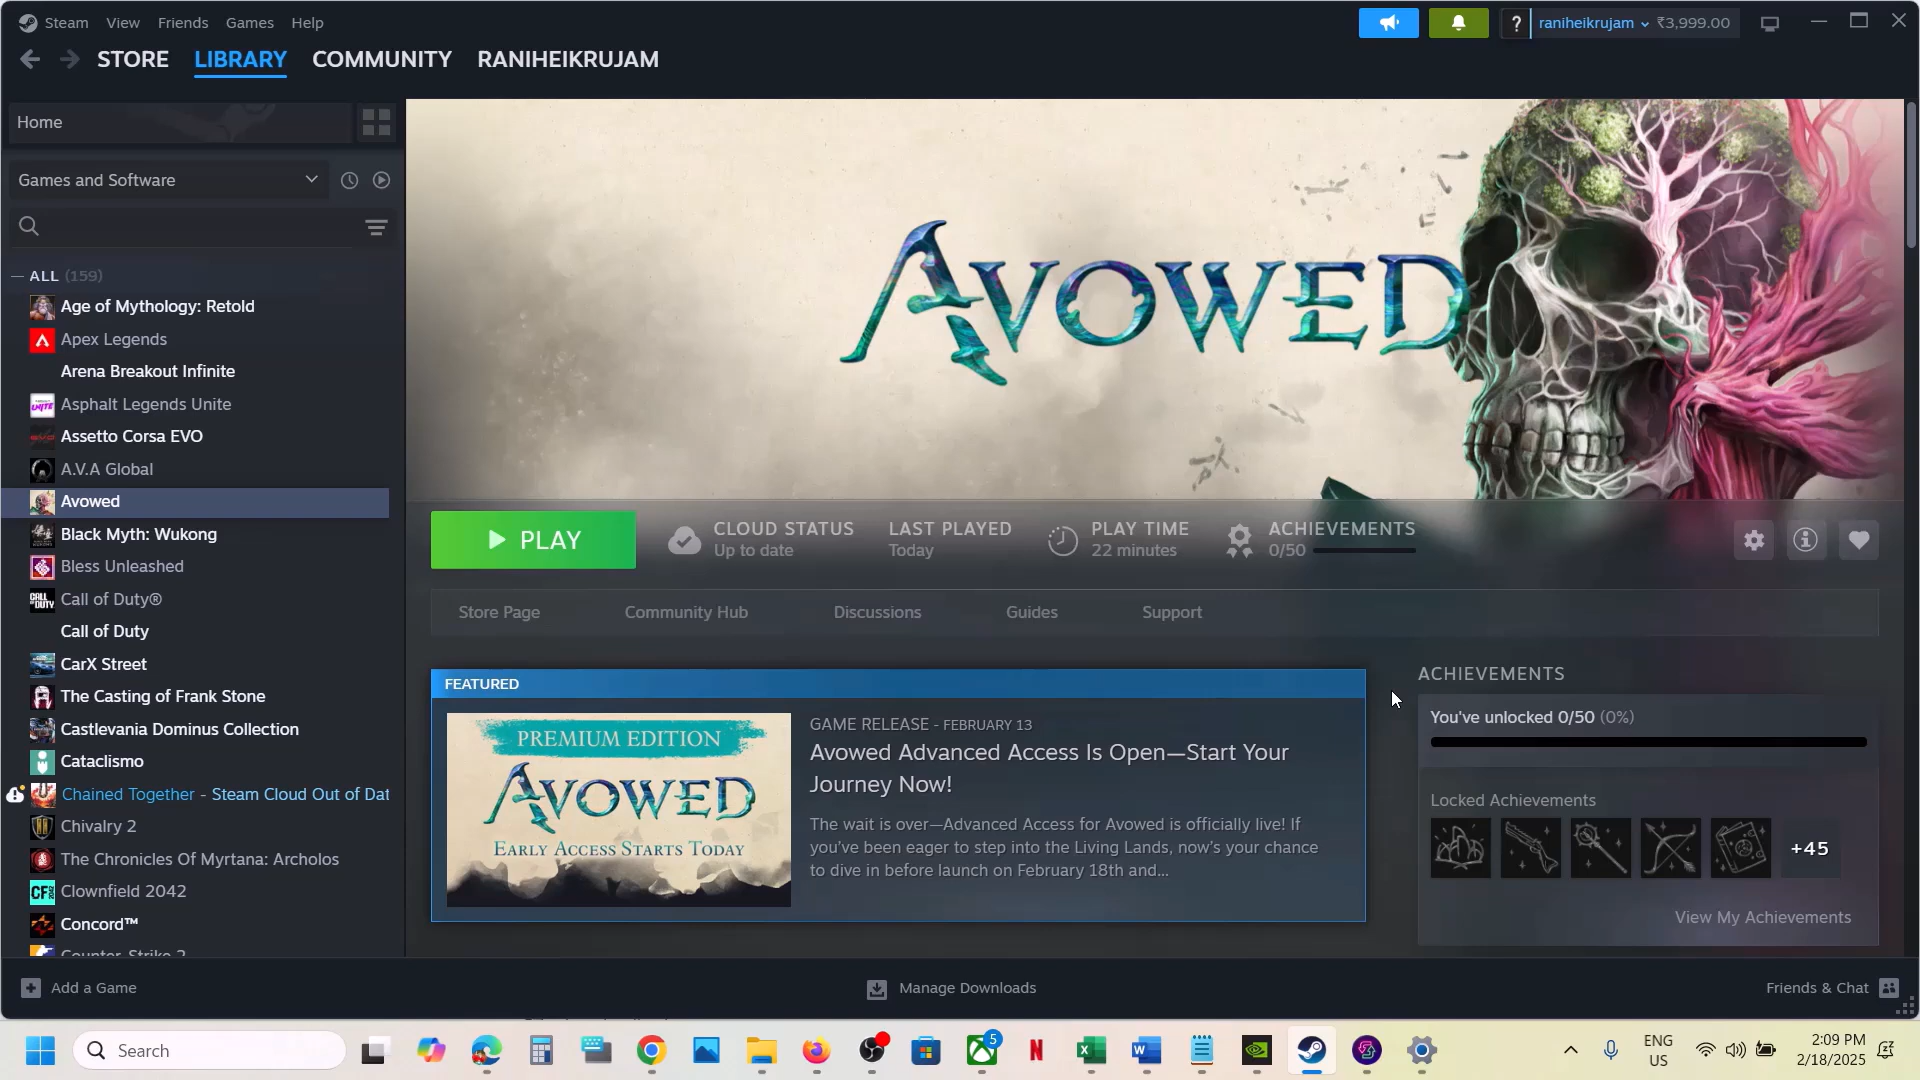 Steam View Friends Games Help
? raniheikrujam ₹3,999.00
STORE LIBRARY COMMUNITY RANIHEIKRUJAM
Home
Games and Software
— ALL (159)
Age of Mythology: Retold
Apex Legends
Arena Breakout Infinite
Asphalt Legends Unite
Assetto Corsa EVO
A.V.A Global
Avowed
Black Myth: Wukong
Bless Unleashed
Call of Duty®
Call of Duty
CarX Street
The Casting of Frank Stone
Castlevania Dominus Collection
Cataclismo
Chained Together - Steam Cloud Out of Dat
Chivalry 2
The Chronicles Of Myrtana: Archolos
Clownfield 2042
Concord™
Counter-Strike 2
AVOWED
PLAY
CLOUD STATUS
Up to date
LAST PLAYED
Today
PLAY TIME
22 minutes
ACHIEVEMENTS
0/50
Store Page Community Hub Discussions Guides Support
FEATURED
PREMIUM EDITION
AVOWED
EARLY ACCESS STARTS TODAY
GAME RELEASE - FEBRUARY 13
Avowed Advanced Access Is Open—Start Your
Journey Now!
The wait is over—Advanced Access for Avowed is officially live! If
you've been eager to step into the Living Lands, now's your chance
to dive in before launch on February 18th and...
ACHIEVEMENTS
You've unlocked 0/50 (0%)
Locked Achievements
+45
View My Achievements
Add a Game
Manage Downloads
Friends & Chat
Search
5
ENG
US
2:09 PM
2/18/2025